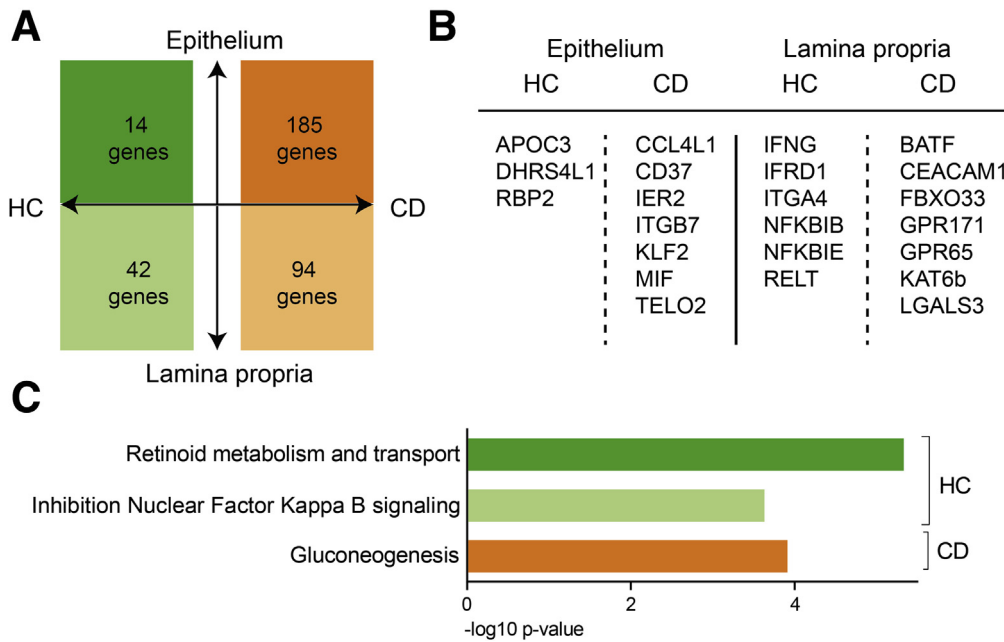 A
Epithelium
14
genes
185
genes
HC
CD
42
genes
94
genes
Lamina propria
B
Epithelium
Lamina propria
HC
CD
HC
CD
APOC3
DHRS4L1
RBP2
CCL4L1
CD37
IER2
ITGB7
KLF2
MIF
TELO2
IFNG
IFRD1
ITGA4
NFKBIB
NFKBIE
RELT
BATF
CEACAM1
FBXO33
GPR171
GPR65
KAT6b
LGALS3
C
Retinoid metabolism and transport
Inhibition Nuclear Factor Kappa B signaling
Gluconeogenesis
HC
CD
0
2
4
-log10 p-value